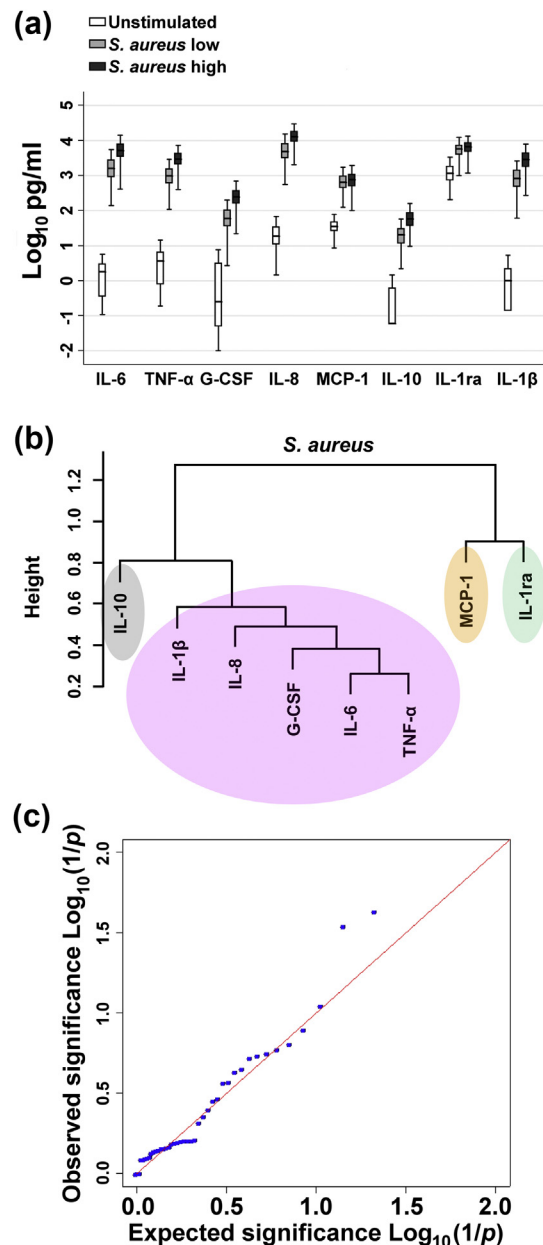 (a)
Unstimulated
S. aureus low
S. aureus high
Log10 pg/ml
5
4
3
2
1
0
-1
-2
IL-6 TNF-α G-CSF IL-8 MCP-1 IL-10 IL-1ra IL-1β
(b)
S. aureus
Height
1.2
1.0
0.8
0.6
0.4
0.2
IL-10
IL-1β
IL-8
G-CSF
IL-6
TNF-α
MCP-1
IL-1ra
(c)
Observed significance Log10(1/p)
2.0
1.5
1.0
0.5
0.0
0.0 0.5 1.0 1.5 2.0
Expected significance Log10(1/p)